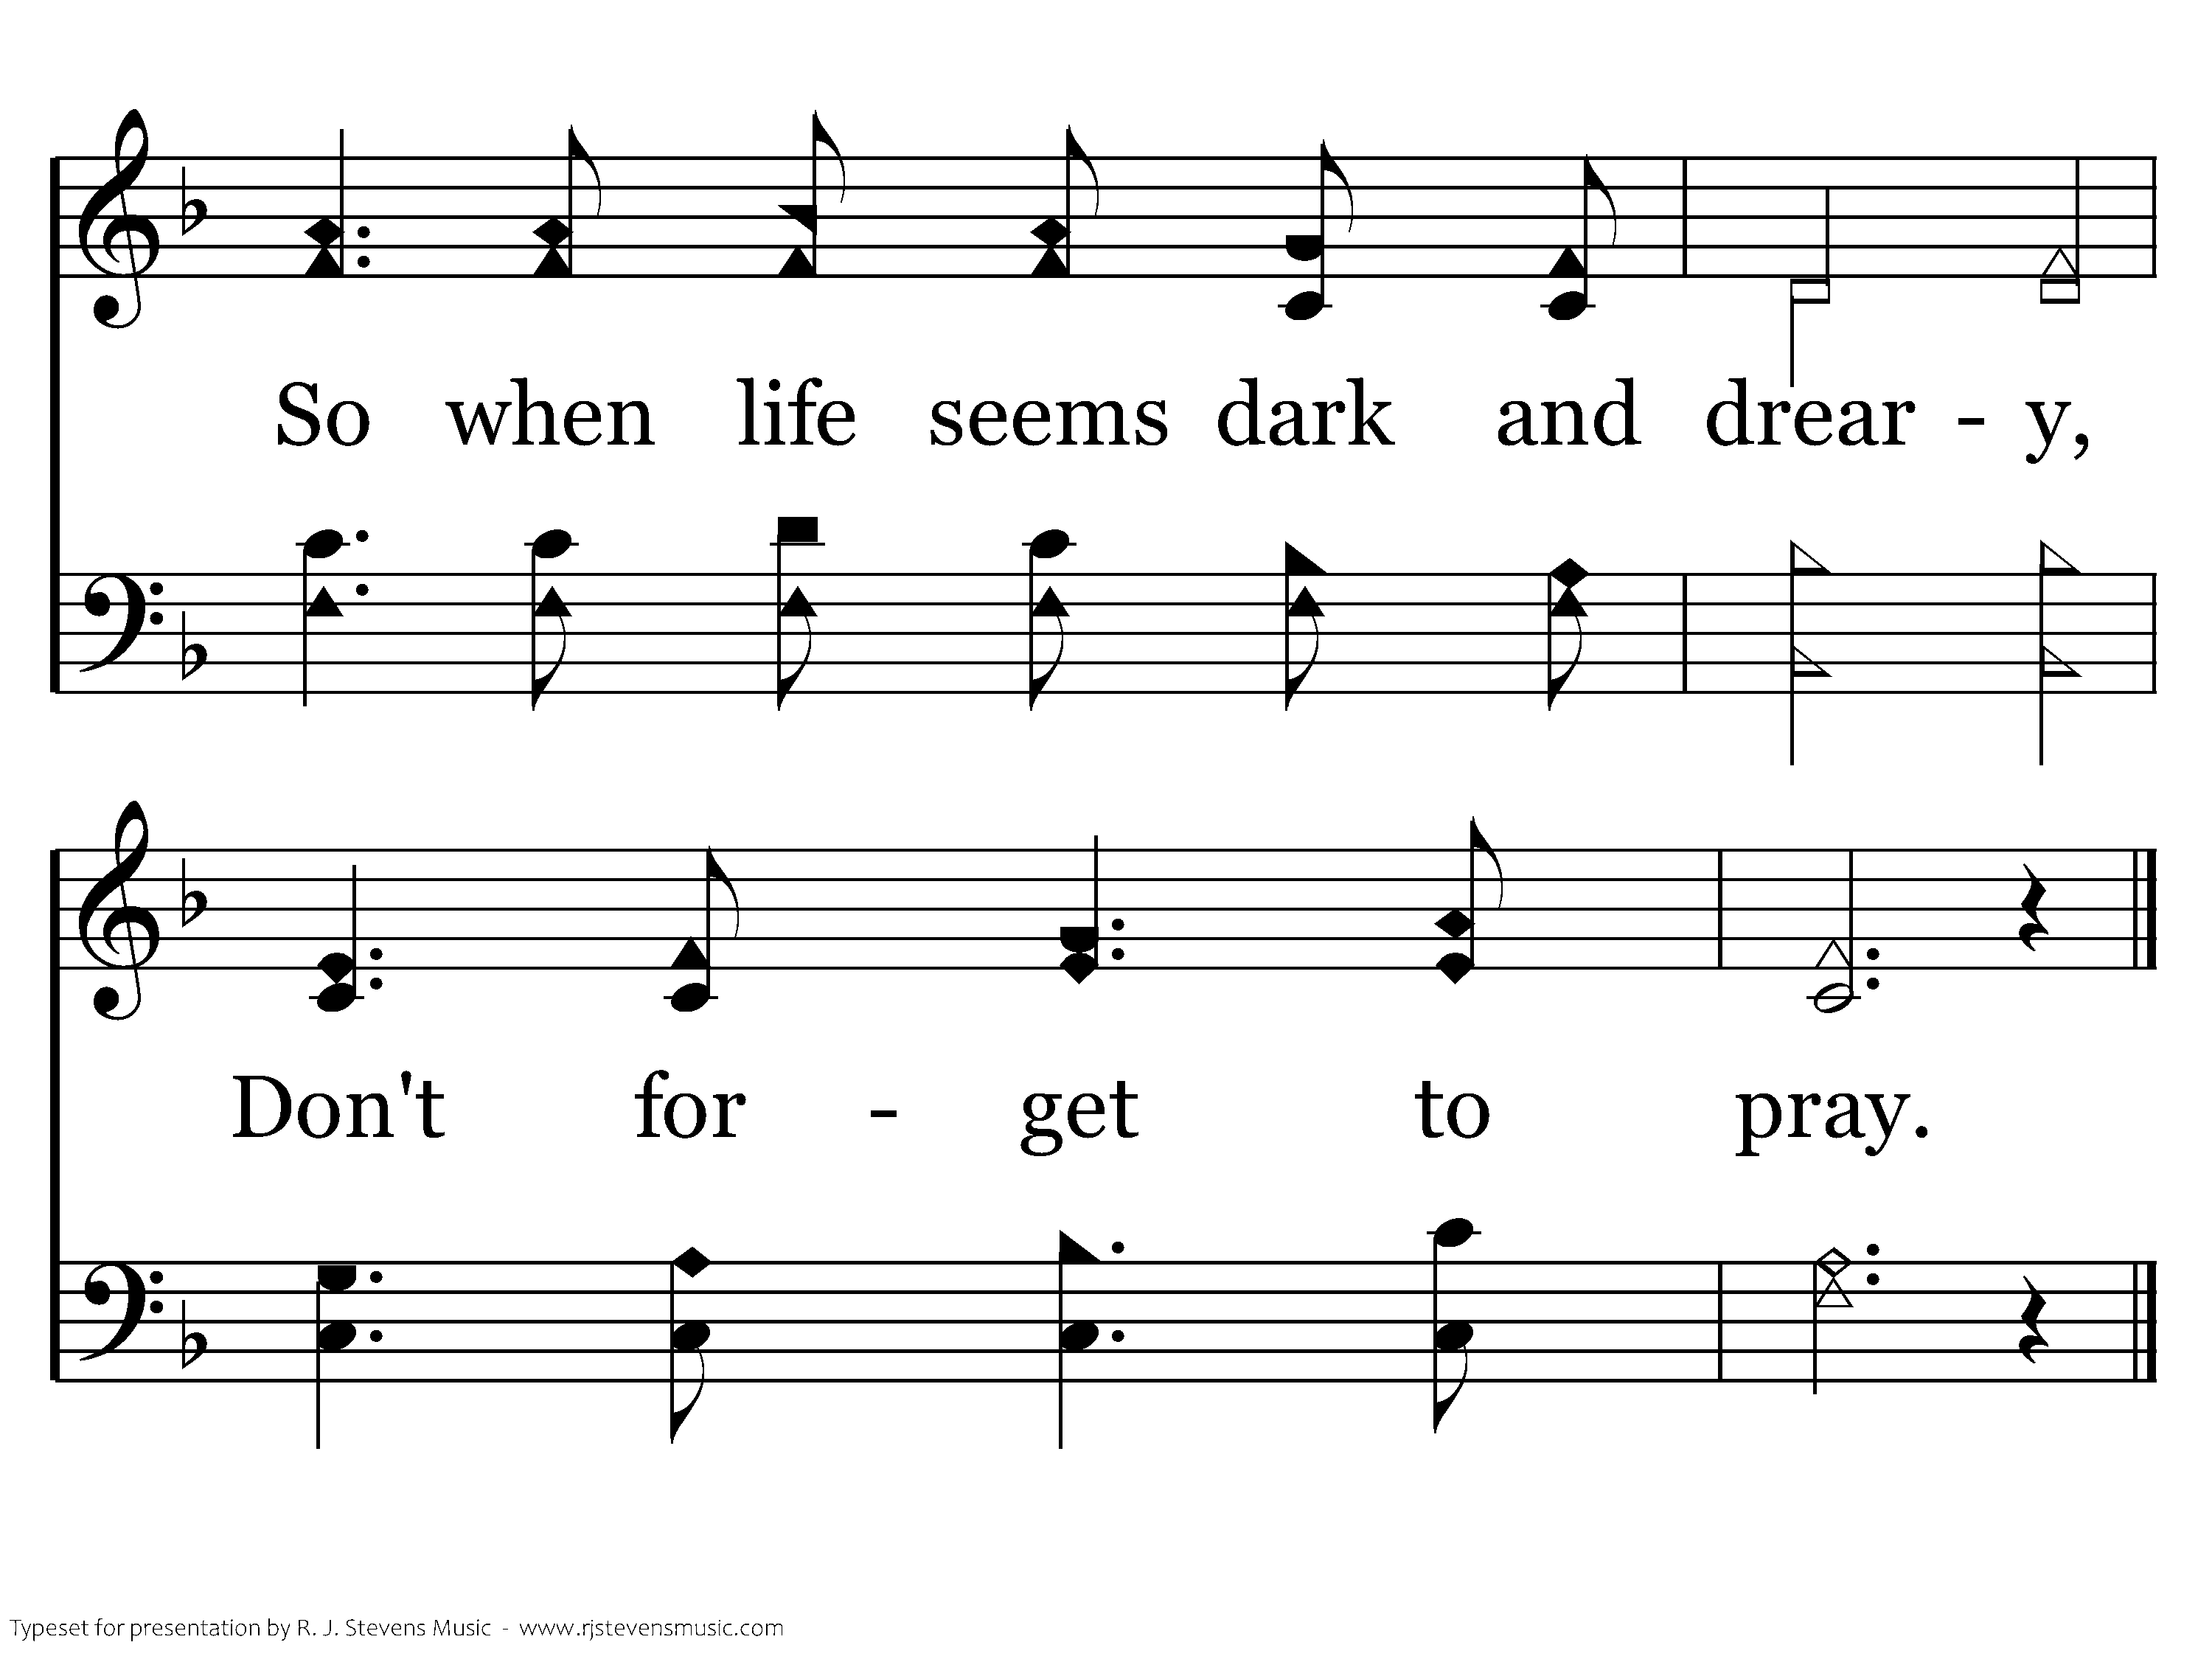 So when life seems dark and drear - y,
Don't for - get to pray.
Typeset for presentation by R. J. Stevens Music - www.rjstevensmusic.com